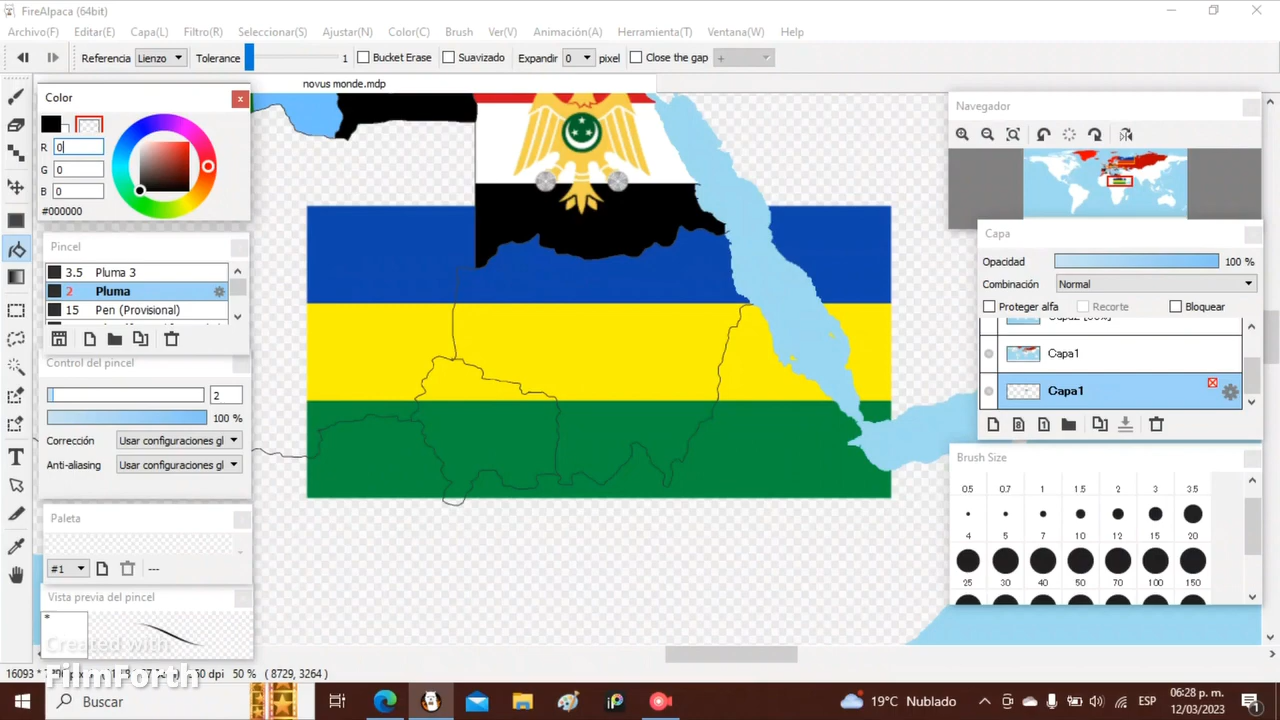 FireAlpaca (64bit)
Archivo(F) Editar(E) Capa(L) Filtro(R) Seleccionar(S) Ajustar(N) Color(C) Brush Ver(V) Animación(A) Herramienta(T) Ventana(W) Help
Referencia Lienzo Tolerance 1 Bucket Erase Suavizado Expandir 0 pixel Close the gap +
novus monde.mdp
Color
R 0
G 0
B 0
#000000
Pincel
3.5 Pluma 3
2 Pluma
15 Pen (Provisional)
Control del pincel
2
100 %
Corrección Usar configuraciones gl
Anti-aliasing Usar configuraciones gl
Paleta
#1 ---
Vista previa del pincel
*
Created with
FilmForth
Navegador
Capa
Opacidad 100 %
Combinación Normal
Proteger alfa Recorte Bloquear
Capa1
Capa1
Brush Size
0.5 0.7 1 1.5 2 3 3.5
4 5 7 10 12 15 20
25 30 40 50 70 100 150
50 % ( 8729, 3264 )
Buscar
19°C Nublado
ESP
06:28 p. m.
12/03/2023
1